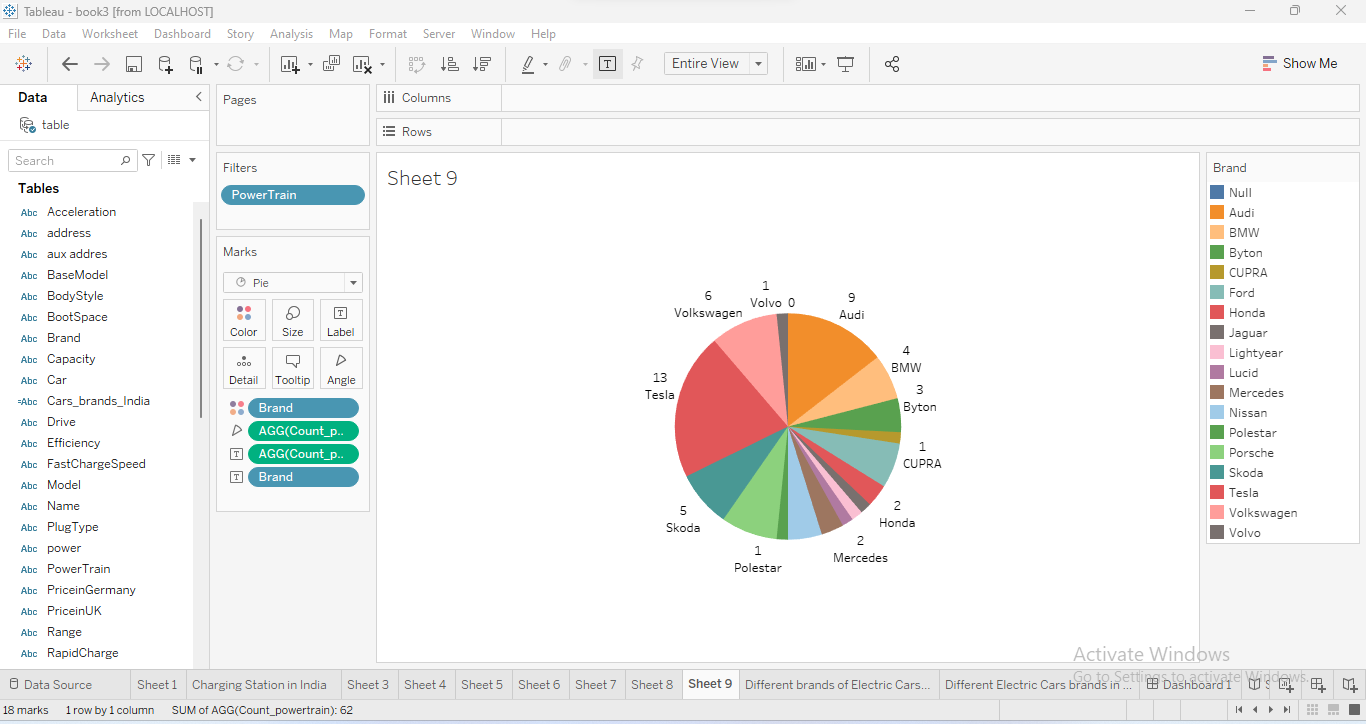 Tableau - book3 [from LOCALHOST]
File Data Worksheet Dashboard Story Analysis Map Format Server Window Help
Entire View
Show Me
Data Analytics
table
Search
Tables
Abc Acceleration
Abc address
Abc aux addres
Abc BaseModel
Abc BodyStyle
Abc BootSpace
Abc Brand
Abc Capacity
Abc Car
=Abc Cars_brands_India
Abc Drive
Abc Efficiency
Abc FastChargeSpeed
Abc Model
Abc Name
Abc PlugType
Abc power
Abc PowerTrain
Abc PriceinGermany
Abc PriceinUK
Abc Range
Abc RapidCharge
Pages
Filters
PowerTrain
Marks
Pie
Color Size Label
Detail Tooltip Angle
Brand
AGG(Count_p..
AGG(Count_p..
Brand
Columns
Rows
Sheet 9
0
9
Audi
4
BMW
3
Byton
1
CUPRA
2
Honda
2
Mercedes
1
Polestar
5
Skoda
13
Tesla
6
Volkswagen
1
Volvo
Brand
Null
Audi
BMW
Byton
CUPRA
Ford
Honda
Jaguar
Lightyear
Lucid
Mercedes
Nissan
Polestar
Porsche
Skoda
Tesla
Volkswagen
Volvo
Activate Windows
Go to Settings to activate Windows.
Data Source Sheet 1 Charging Station in India Sheet 3 Sheet 4 Sheet 5 Sheet 6 Sheet 7 Sheet 8 Sheet 9 Different brands of Electric Cars... Different Electric Cars brands in ... Dashboard 1
18 marks 1 row by 1 column SUM of AGG(Count_powertrain): 62